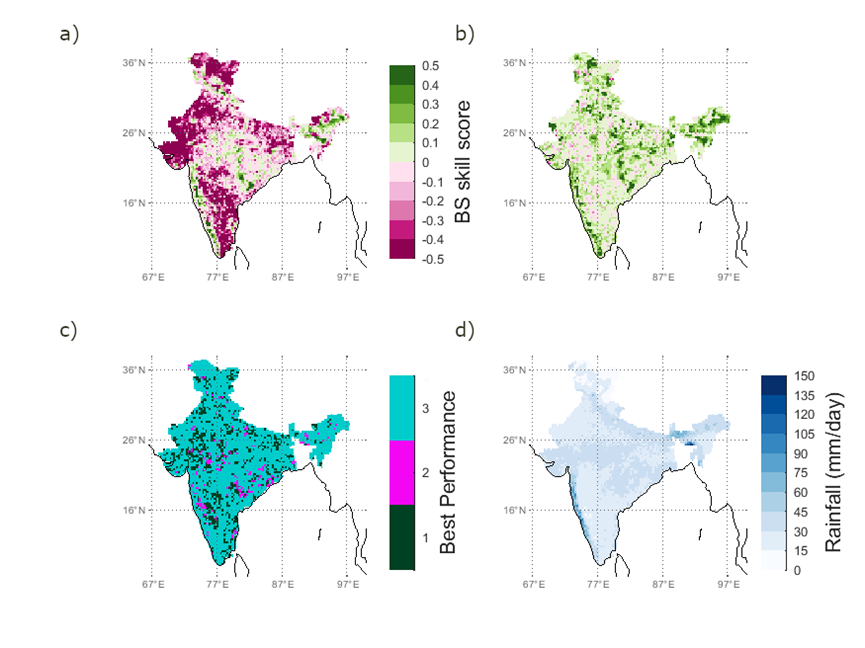 a)
b)
36°N
26°N
16°N
67°E
77°E
87°E
97°E
0.5
0.4
0.3
0.2
0.1
0
-0.1
-0.2
-0.3
-0.4
-0.5
BS skill score
36°N
26°N
16°N
67°E
77°E
87°E
97°E
c)
d)
36°N
26°N
16°N
67°E
77°E
87°E
97°E
3
2
1
Best Performance
36°N
26°N
16°N
67°E
77°E
87°E
97°E
150
135
120
105
90
75
60
45
30
15
0
Rainfall (mm/day)